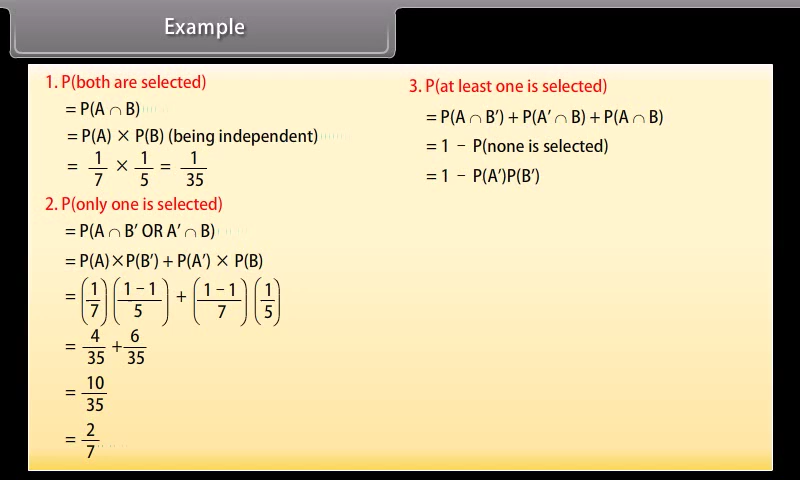 Example
1. P(both are selected)
= P(A ∩ B)
= P(A) × P(B) (being independent)
= 1/7 × 1/5 = 1/35
2. P(only one is selected)
= P(A ∩ B′ OR A′ ∩ B)
= P(A)×P(B′) + P(A′) × P(B)
= (1/7) ((1−1)/5) + ((1−1)/7) (1/5)
= 4/35 + 6/35
= 10/35
= 2/7
3. P(at least one is selected)
= P(A ∩ B′) + P(A′ ∩ B) + P(A ∩ B)
= 1 − P(none is selected)
= 1 − P(A′)P(B′)